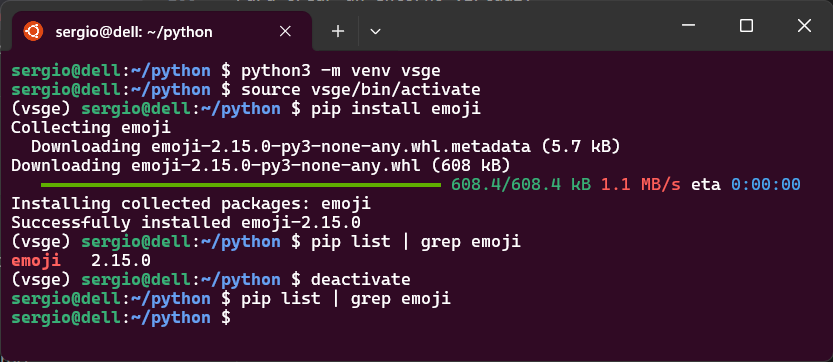 sergio@dell: ~/python
sergio@dell:~/python $ python3 -m venv vsge
sergio@dell:~/python $ source vsge/bin/activate
(vsge) sergio@dell:~/python $ pip install emoji
Collecting emoji
  Downloading emoji-2.15.0-py3-none-any.whl.metadata (5.7 kB)
Downloading emoji-2.15.0-py3-none-any.whl (608 kB)
608.4/608.4 kB 1.1 MB/s eta 0:00:00
Installing collected packages: emoji
Successfully installed emoji-2.15.0
(vsge) sergio@dell:~/python $ pip list | grep emoji
emoji   2.15.0
(vsge) sergio@dell:~/python $ deactivate
sergio@dell:~/python $ pip list | grep emoji
sergio@dell:~/python $